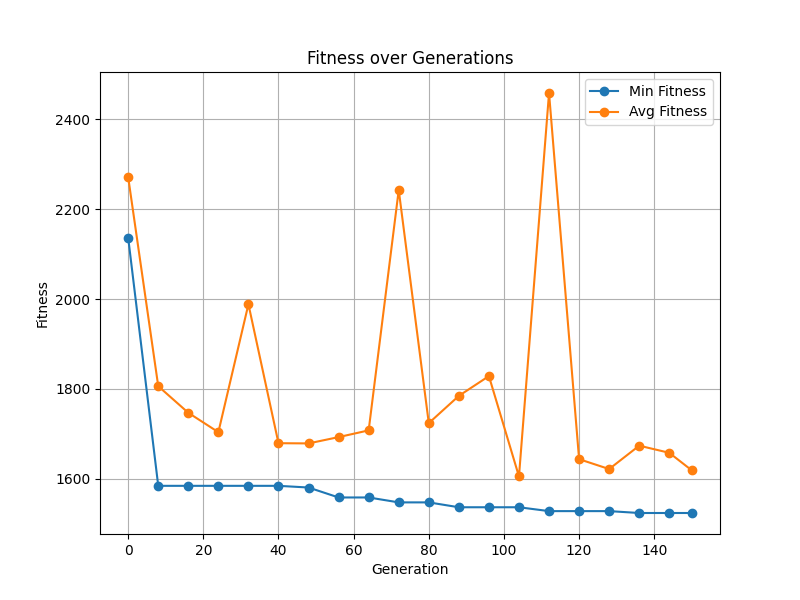 Fitness over Generations
Min Fitness
Avg Fitness
2400
2200
2000
1800
1600
Fitness
0 20 40 60 80 100 120 140
Generation